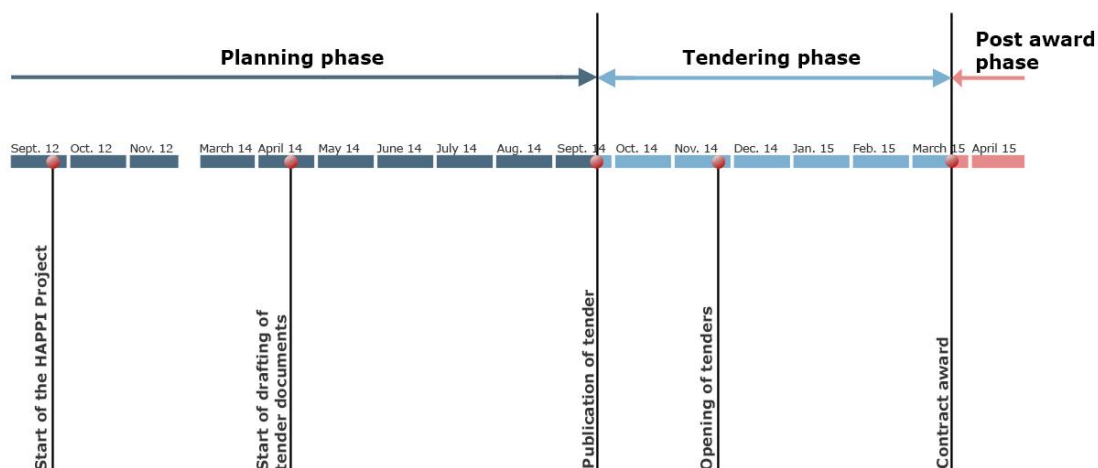 Planning phase
Tendering phase
Post award
phase
Sept. 12
Oct. 12
Nov. 12
March 14
April 14
May 14
June 14
July 14
Aug. 14
Sept. 14
Oct. 14
Nov. 14
Dec. 14
Jan. 15
Feb. 15
March 15
April 15
Start of the HAPPI Project
Start of drafting of
tender documents
Publication of tender
Opening of tenders
Contract award